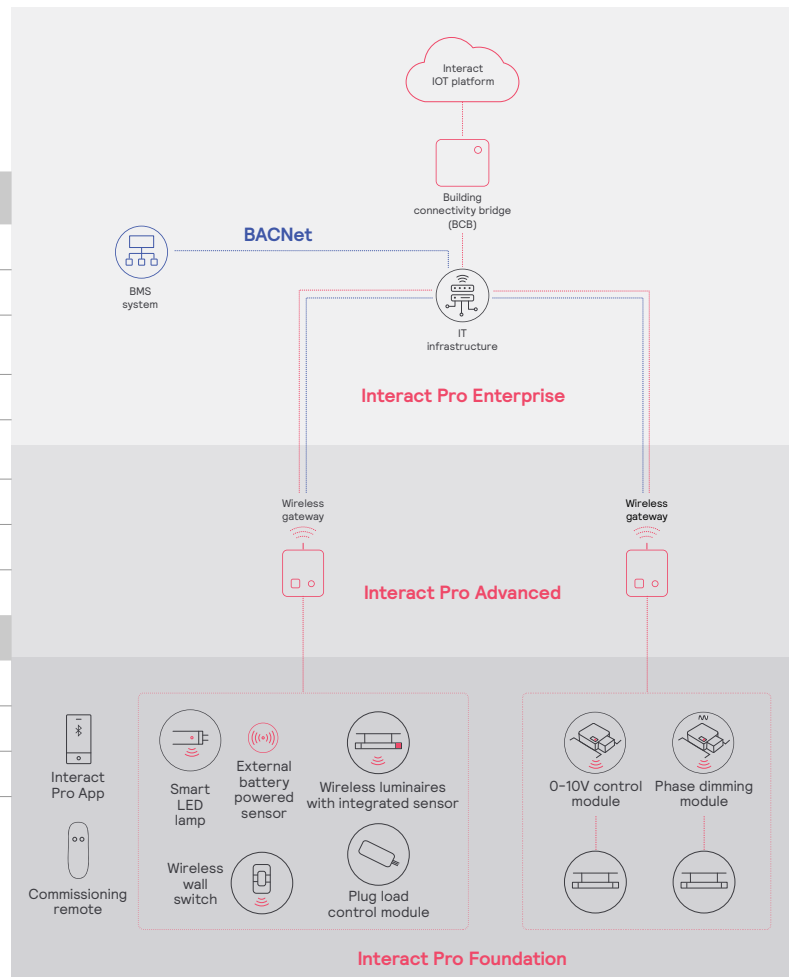 Interact
IOT platform
Building
connectivity bridge
(BCB)
BACNet
BMS
system
IT
infrastructure
Interact Pro Enterprise
Wireless
gateway
Wireless
gateway
Interact Pro Advanced
Interact
Pro App
Commissioning
remote
Smart
LED
lamp
External
battery
powered
sensor
Wireless luminaires
with integrated sensor
Wireless
wall
switch
Plug load
control module
0-10V control
module
Phase dimming
module
Interact Pro Foundation